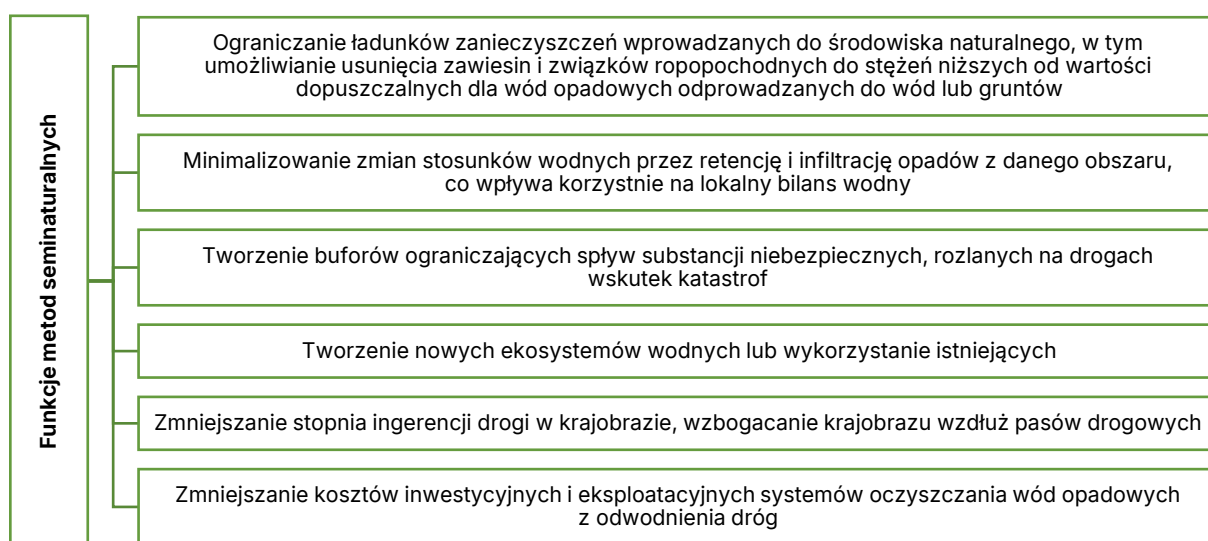 Funkcje metod seminaturalnych
Ograniczanie ładunków zanieczyszczeń wprowadzanych do środowiska naturalnego, w tym
umożliwianie usunięcia zawiesin i związków ropopochodnych do stężeń niższych od wartości
dopuszczalnych dla wód opadowych odprowadzanych do wód lub gruntów
Minimalizowanie zmian stosunków wodnych przez retencję i infiltrację opadów z danego obszaru,
co wpływa korzystnie na lokalny bilans wodny
Tworzenie buforów ograniczających spływ substancji niebezpiecznych, rozlanych na drogach
wskutek katastrof
Tworzenie nowych ekosystemów wodnych lub wykorzystanie istniejących
Zmniejszanie stopnia ingerencji drogi w krajobrazie, wzbogacanie krajobrazu wzdłuż pasów drogowych
Zmniejszanie kosztów inwestycyjnych i eksploatacyjnych systemów oczyszczania wód opadowych
z odwodnienia dróg